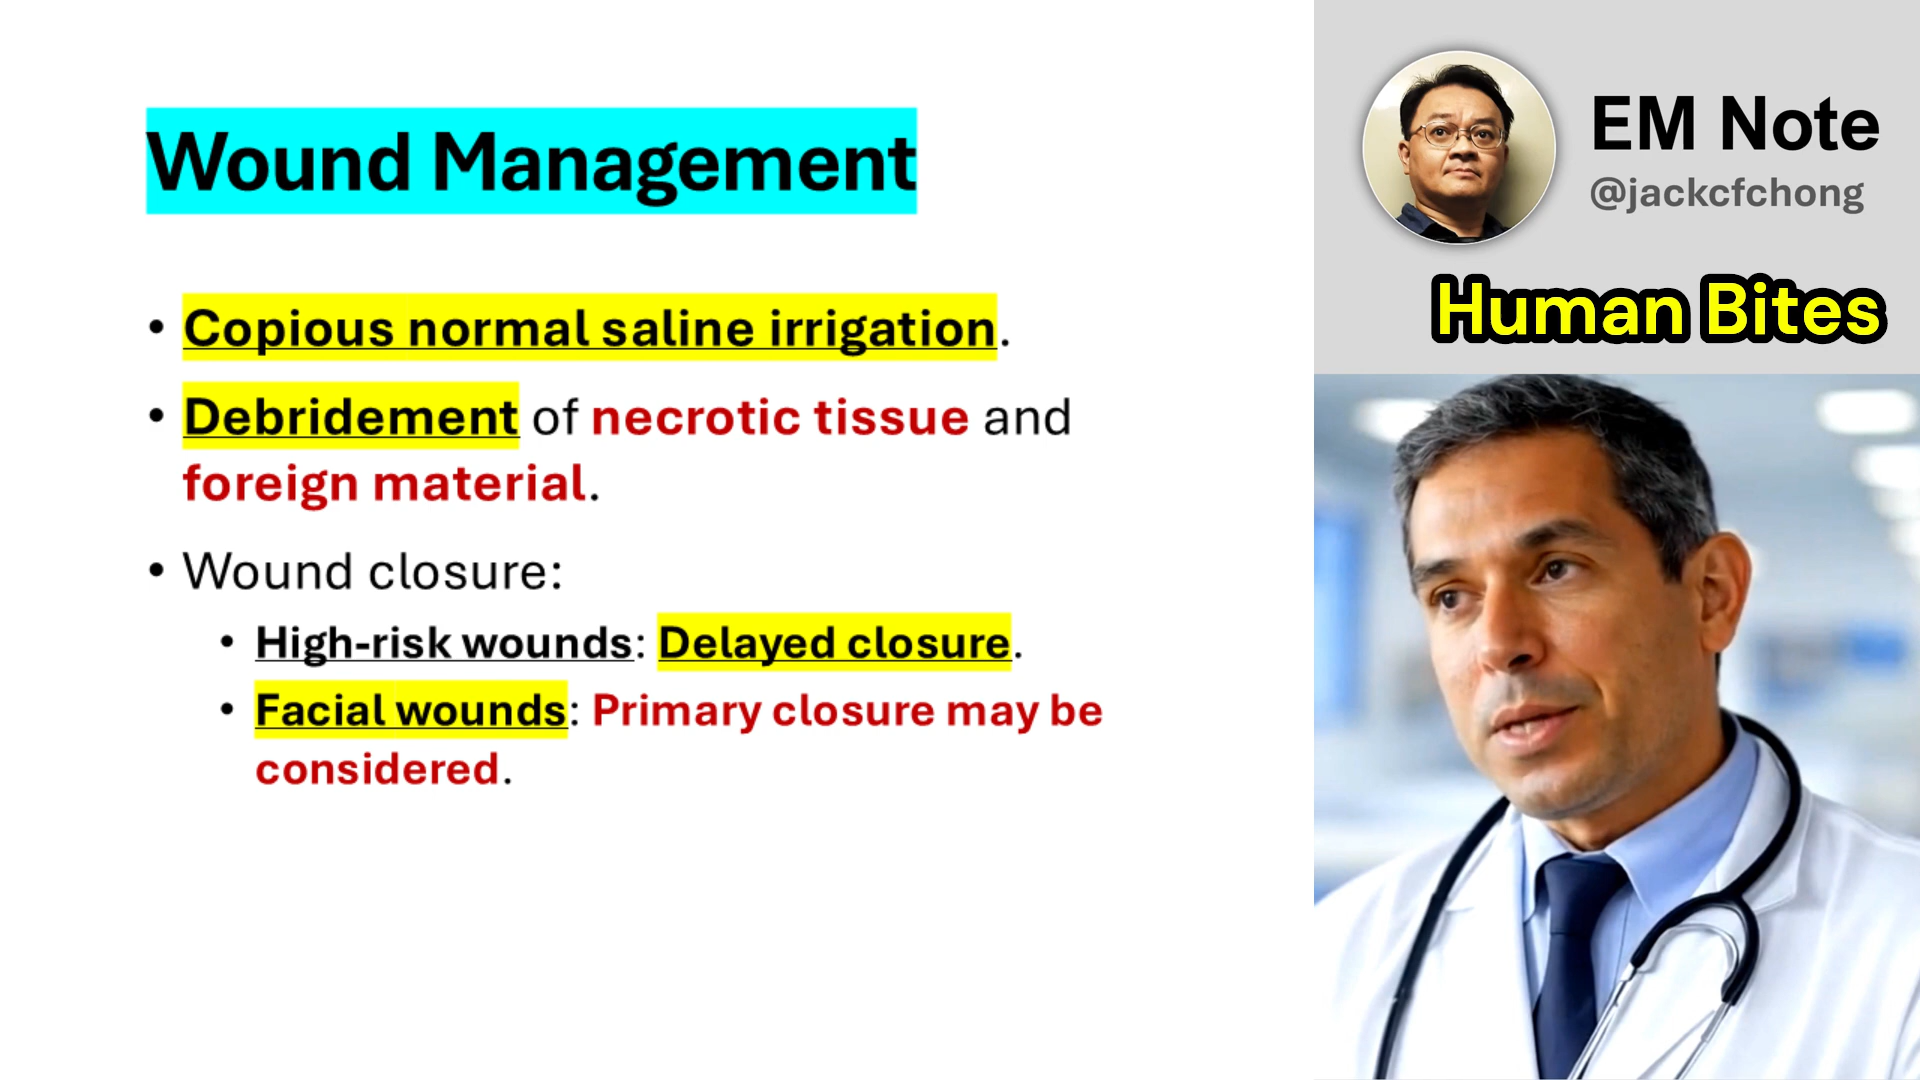 Wound Management
• Copious normal saline irrigation.
• Debridement of necrotic tissue and
foreign material.
• Wound closure:
• High-risk wounds: Delayed closure.
• Facial wounds: Primary closure may be
considered.
EM Note
@jackcfchong
Human Bites